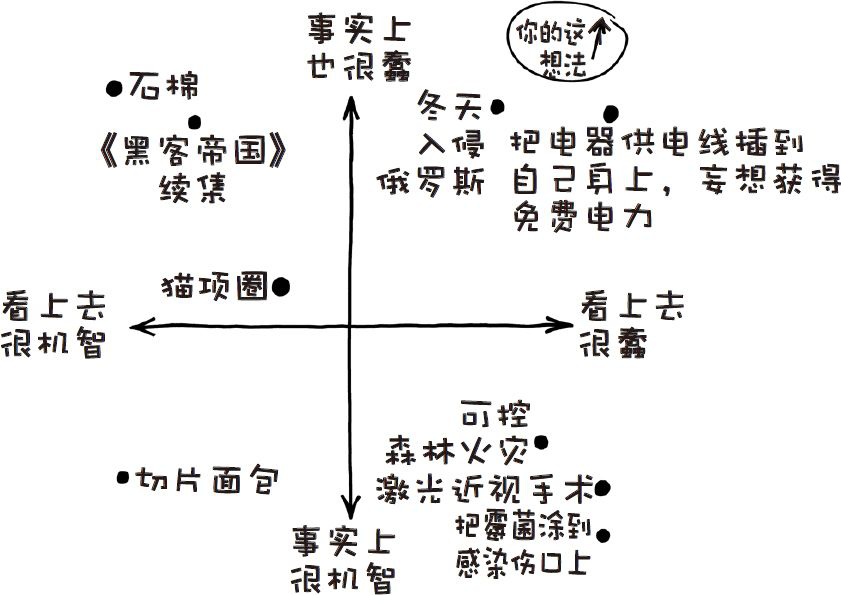 事实上
也很蠢
你的这
想法
石棉
《黑客帝国》
续集
冬天
入侵
俄罗斯
把电器供电线插到
自己身上，妄想获得
免费电力
猫项圈
看上去
很机智
看上去
很蠢
可控
森林火灾
激光近视手术
把霉菌涂到
感染伤口上
切片面包
事实上
很机智